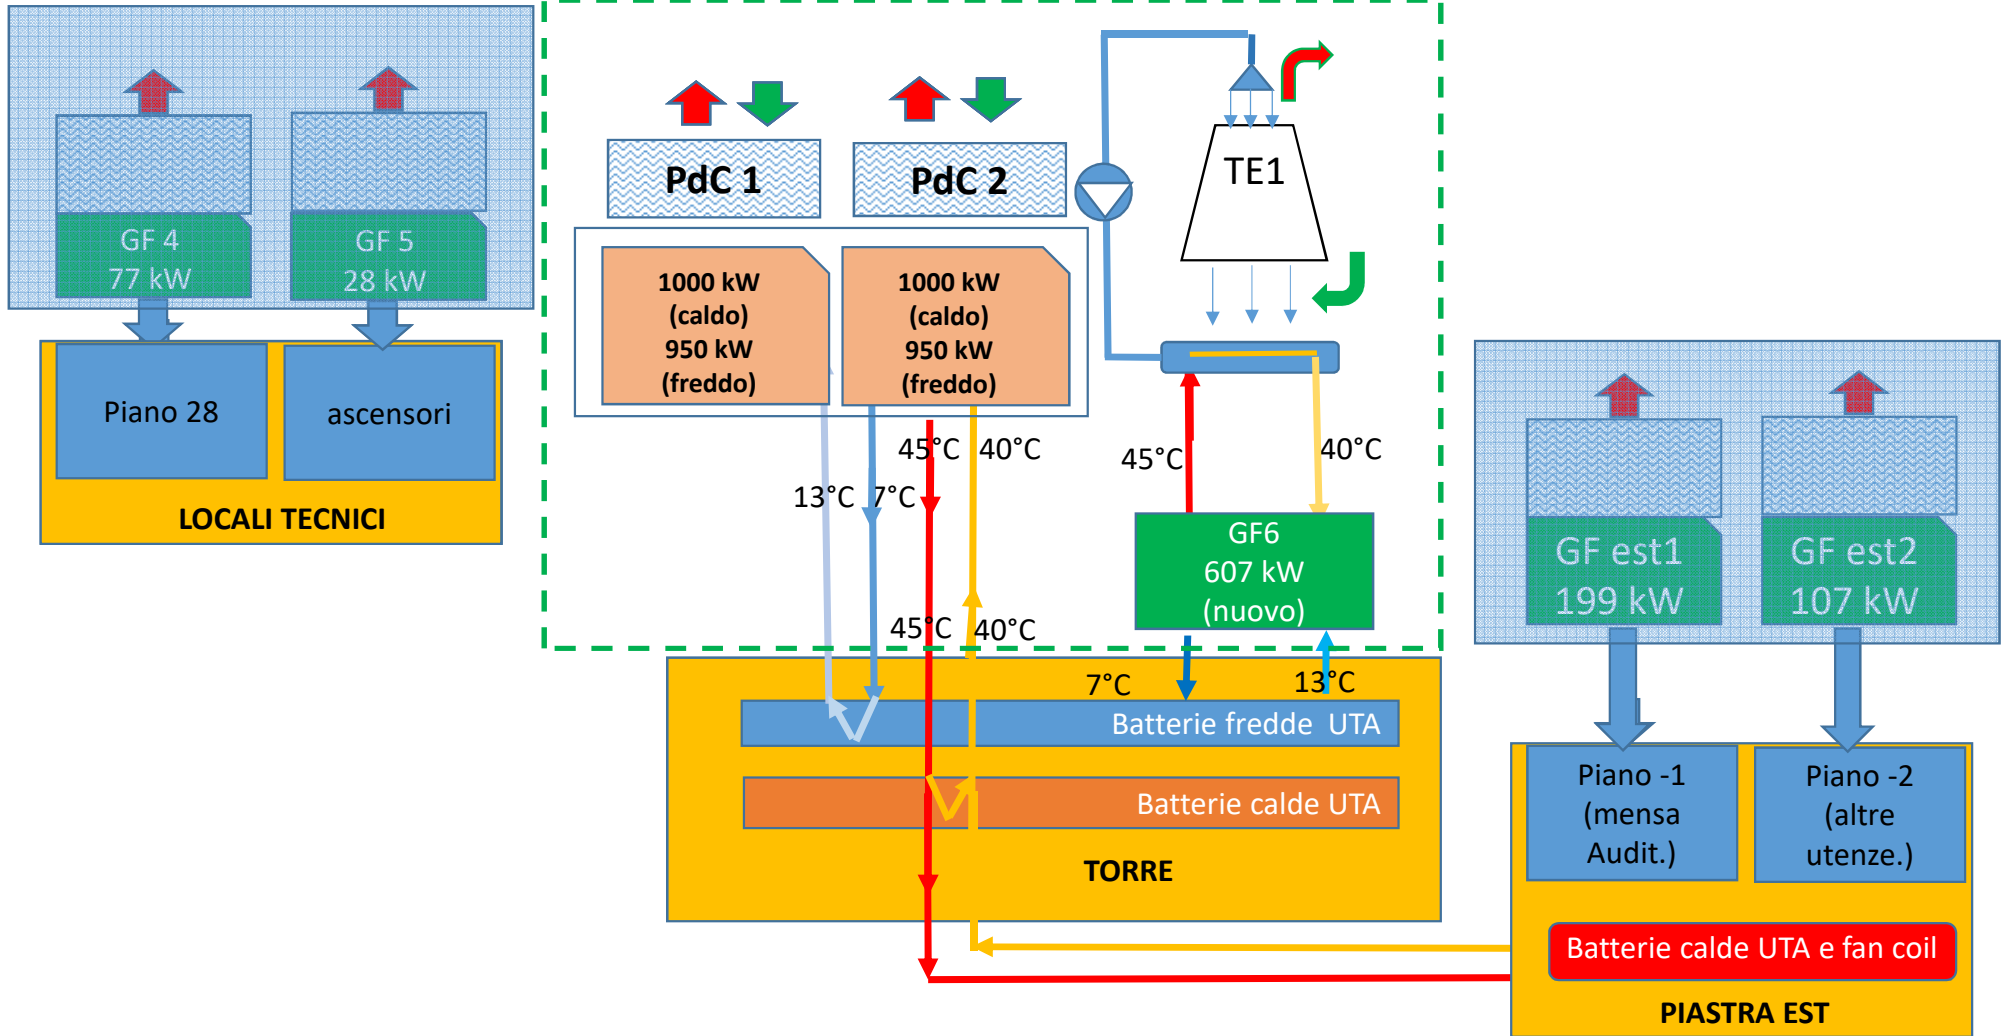 GF 4
77 kW
GF 5
28 kW
Piano 28
ascensori
LOCALI TECNICI
PdC 1
PdC 2
1000 kW
(caldo)
950 kW
(freddo)
1000 kW
(caldo)
950 kW
(freddo)
TE1
45°C
40°C
13°C
7°C
45°C
40°C
45°C
40°C
GF6
607 kW
(nuovo)
7°C
13°C
Batterie fredde UTA
Batterie calde UTA
TORRE
GF est1
199 kW
GF est2
107 kW
Piano -1
(mensa
Audit.)
Piano -2
(altre
utenze.)
Batterie calde UTA e fan coil
PIASTRA EST